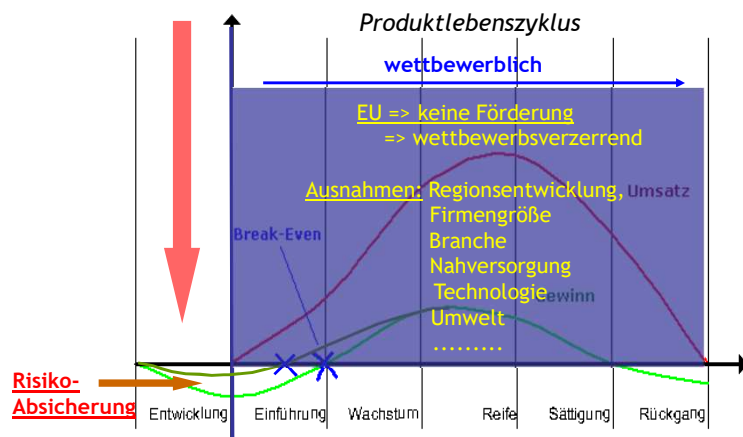 Produktlebenszyklus
wettbewerblich
EU => keine Förderung
=> wettbewerbsverzerrend
Ausnahmen: Regionsentwicklung,
Umsatz
Firmengröße
Break-Even
Branche
Nahversorgung
Technologie
Gewinn
Umwelt
.........
Risiko-
Absicherung
Entwicklung Einführung Wachstum Reife Sättigung Rückgang